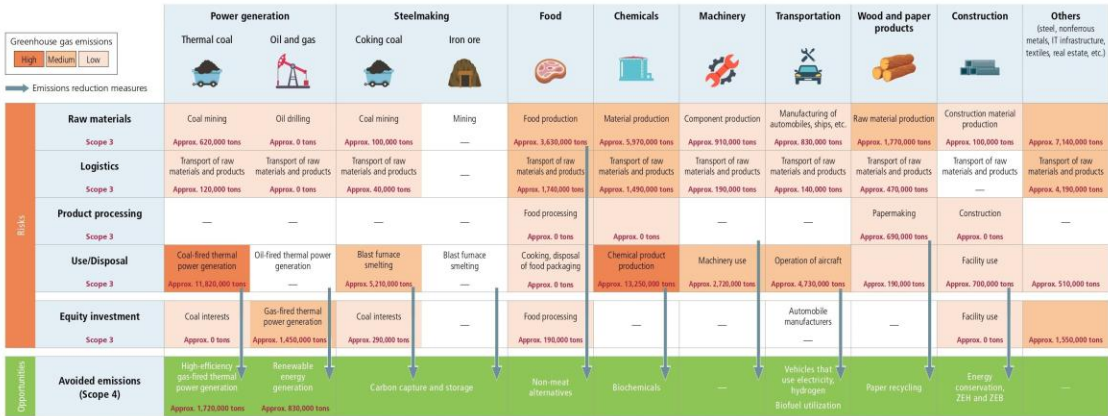 Power generation
Steelmaking
Food
Chemicals
Machinery
Transportation
Wood and paper
products
Construction
Others
(steel, nonferrous
metals, IT infrastructure,
textiles, real estate, etc.)
Greenhouse gas emissions
High
Medium
Low
Emissions reduction measures
Thermal coal
Oil and gas
Coking coal
Iron ore
Risks
Raw materials
Scope 3
Coal mining
Approx. 620,000 tons
Oil drilling
Approx. 0 tons
Coal mining
Approx. 100,000 tons
Mining
—
Food production
Approx. 3,630,000 tons
Material production
Approx. 5,970,000 tons
Component production
Approx. 910,000 tons
Manufacturing of
automobiles, ships, etc.
Approx. 830,000 tons
Raw material production
Approx. 1,770,000 tons
Construction material
production
Approx. 100,000 tons
Approx. 7,140,000 tons
Logistics
Scope 3
Transport of raw
materials and products
Approx. 120,000 tons
Transport of raw
materials and products
Approx. 0 tons
Transport of raw
materials and products
Approx. 40,000 tons
—
Transport of raw
materials and products
Approx. 1,740,000 tons
Transport of raw
materials and products
Approx. 1,490,000 tons
Transport of raw
materials and products
Approx. 190,000 tons
Transport of raw
materials and products
Approx. 140,000 tons
Transport of raw
materials and products
Approx. 470,000 tons
Transport of raw
materials and products
—
Transport of raw
materials and products
Approx. 4,190,000 tons
Product processing
Scope 3
—
—
—
—
Food processing
Approx. 0 tons
Approx. 0 tons
—
—
Papermaking
Approx. 690,000 tons
Construction
Approx. 0 tons
—
Use/Disposal
Scope 3
Coal-fired thermal
power generation
Approx. 11,820,000 tons
Oil-fired thermal power
generation
—
Blast furnace
smelting
Approx. 5,210,000 tons
Blast furnace
smelting
—
Cooking, disposal
of food packaging
Approx. 0 tons
Chemical product
production
Approx. 13,250,000 tons
Machinery use
Approx. 2,720,000 tons
Operation of aircraft
Approx. 4,730,000 tons
Approx. 190,000 tons
Facility use
Approx. 700,000 tons
Approx. 510,000 tons
Equity investment
Scope 3
Coal interests
Approx. 0 tons
Gas-fired thermal
power generation
Approx. 1,450,000 tons
Coal interests
Approx. 290,000 tons
—
Food processing
Approx. 190,000 tons
—
—
Automobile
manufacturers
—
—
Facility use
Approx. 0 tons
Approx. 1,550,000 tons
Opportunities
Avoided emissions
(Scope 4)
High-efficiency
gas-fired thermal
power generation
Approx. 1,720,000 tons
Renewable
energy
generation
Approx. 830,000 tons
Carbon capture and storage
Non-meat
alternatives
Biochemicals
—
Vehicles that
use electricity,
hydrogen
Biofuel utilization
Paper recycling
Energy
conservation,
ZEH and ZEB
—